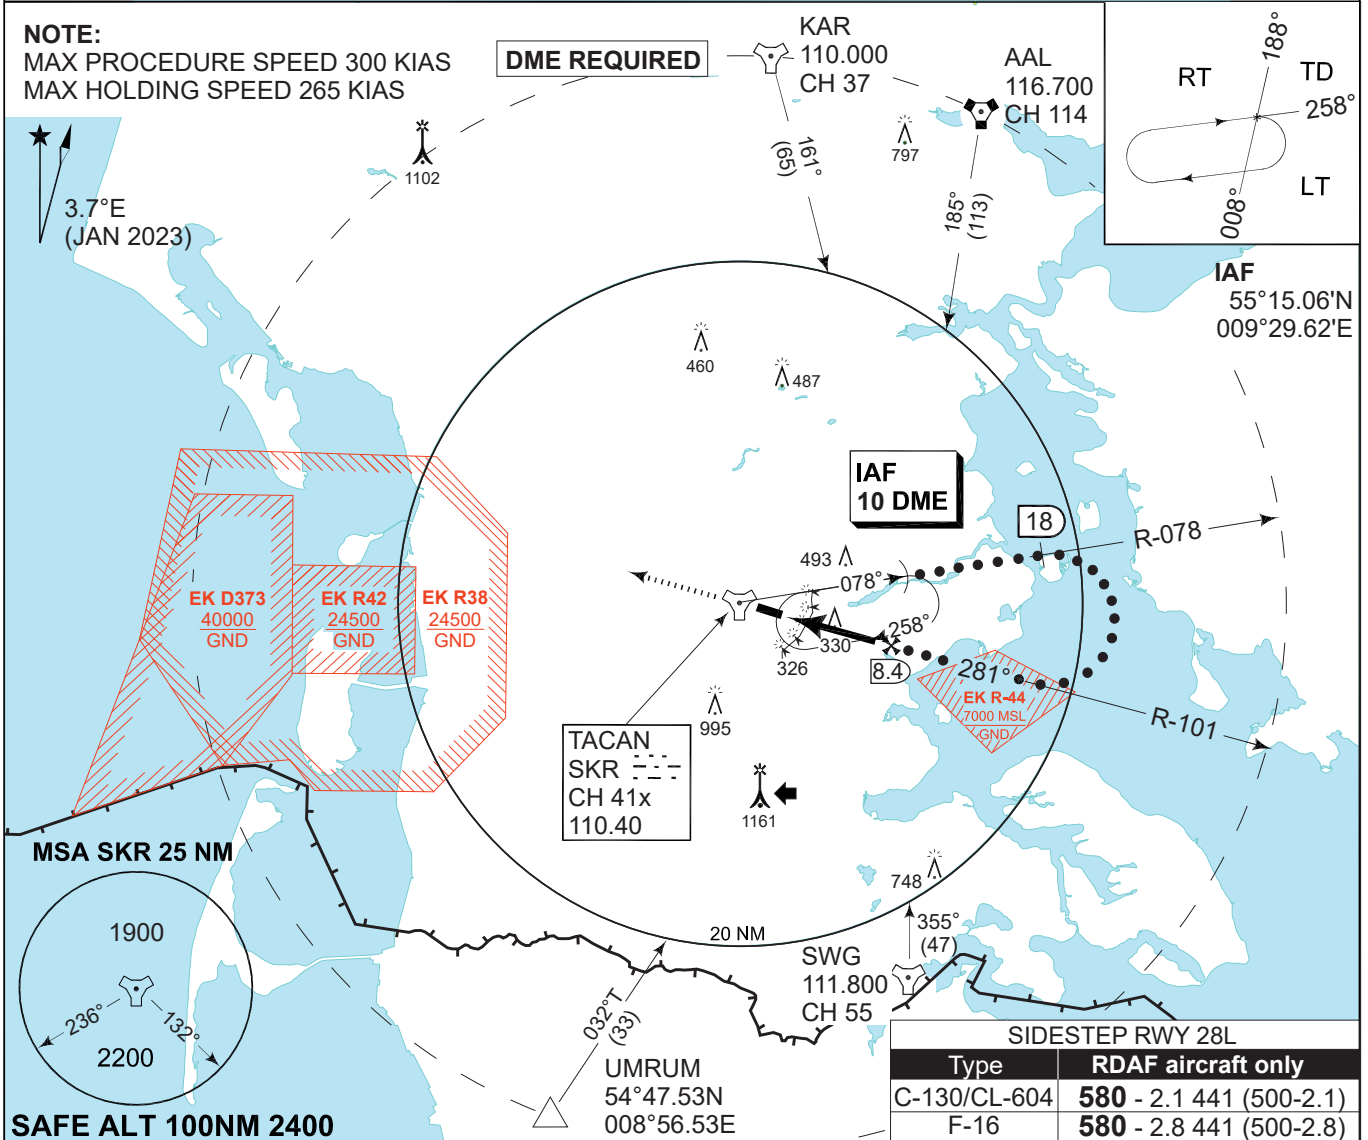 NOTE:
MAX PROCEDURE SPEED 300 KIAS
MAX HOLDING SPEED 265 KIAS
DME REQUIRED
KAR
110.000
CH 37
AAL
116.700
CH 114
RT
188°
TD
258°
LT
008°
3.7°E
(JAN 2023)
1102
797
161°
(65)
185°
(113)
IAF
55°15.06'N
009°29.62'E
460
487
IAF
10 DME
18
R-078
493
078°
258°
330
326
8.4
281°
EK R-44
7000 MSL
GND
R-101
EK D373
40000
GND
EK R42
24500
GND
EK R38
24500
GND
995
TACAN
SKR
CH 41x
110.40
1161
748
MSA SKR 25 NM
1900
236°
132°
2200
20 NM
355°
(47)
SWG
111.800
CH 55
032°T
(33)
UMRUM
54°47.53N
008°56.53E
SAFE ALT 100NM 2400
SIDESTEP RWY 28L
Type RDAF aircraft only
C-130/CL-604 580 - 2.1 441 (500-2.1)
F-16 580 - 2.8 441 (500-2.8)